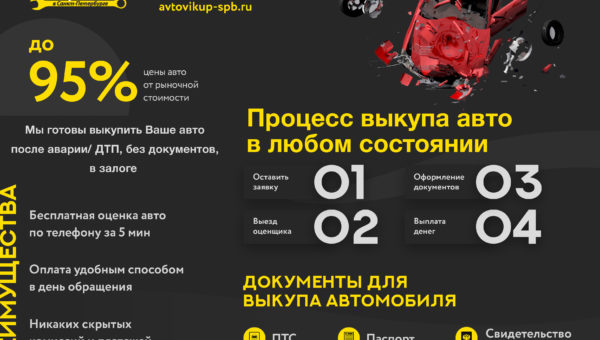 в Санкт-Петербурге
avtovikup-spb.ru
до
95%
цены авто
от рыночной
стоимости
Мы готовы выкупить Ваше авто
после аварии/ ДТП, без документов,
в залоге
ИМУЩЕСТВА
Бесплатная оценка авто
по телефону за 5 мин
Оплата удобным способом
в день обращения
Никаких скрытых
Процесс выкупа авто
в любом состоянии
Оставить
заявку
01
Выезд
оценщика
02
Оформление
документов
03
Выплата
денег
04
ДОКУМЕНТЫ ДЛЯ
ВЫКУПА АВТОМОБИЛЯ
ПТС
Паспорт
Свидетельство